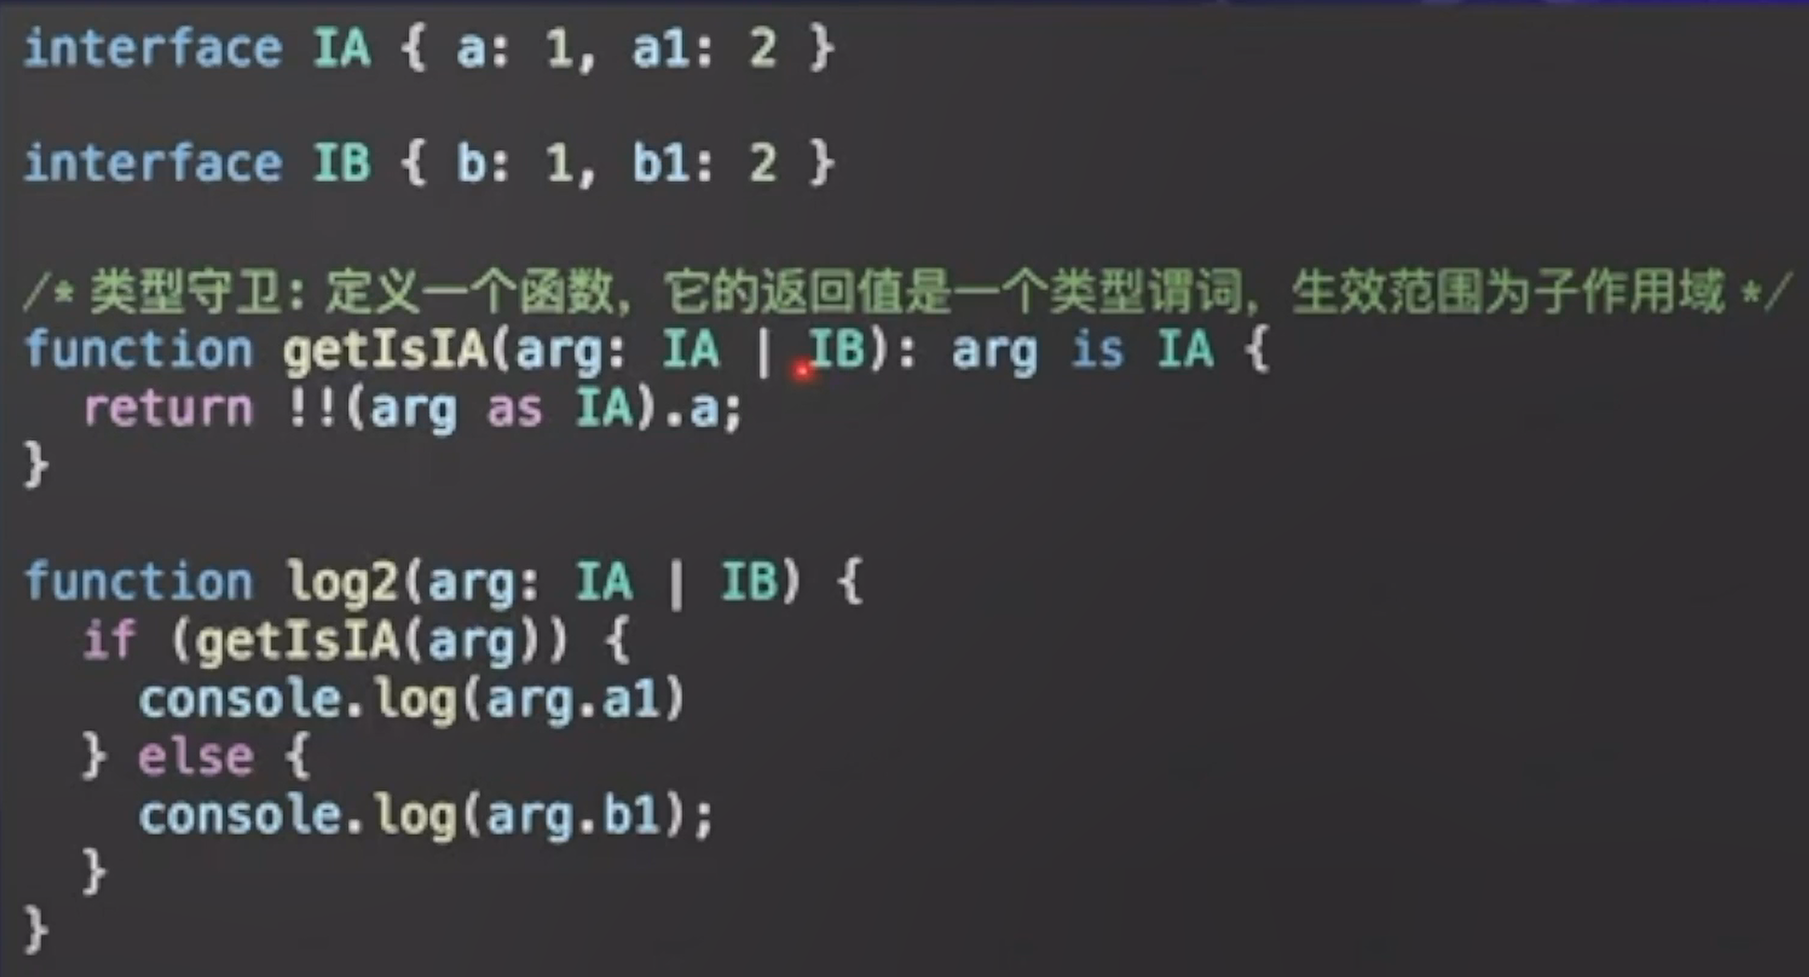 interface IA { a: 1, a1: 2 }
interface IB { b: 1, b1: 2 }
/* 类型守卫：定义一个函数，它的返回值是一个类型谓词，生效范围为子作用域 */
function getIsIA(arg: IA | IB): arg is IA {
  return !!(arg as IA).a;
}
function log2(arg: IA | IB) {
  if (getIsIA(arg)) {
    console.log(arg.a1)
  } else {
    console.log(arg.b1);
  }
}